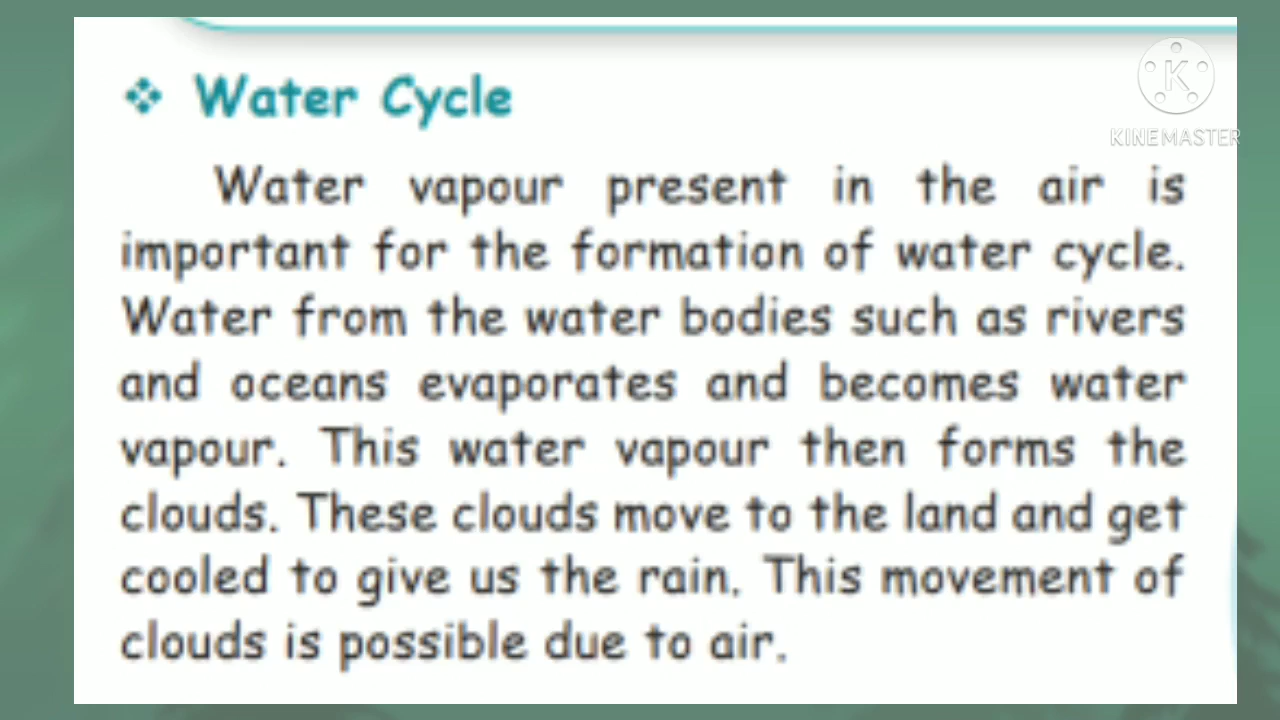 ❖ Water Cycle
K
KINEMASTER
Water vapour present in the air is
important for the formation of water cycle.
Water from the water bodies such as rivers
and oceans evaporates and becomes water
vapour. This water vapour then forms the
clouds. These clouds move to the land and get
cooled to give us the rain. This movement of
clouds is possible due to air.